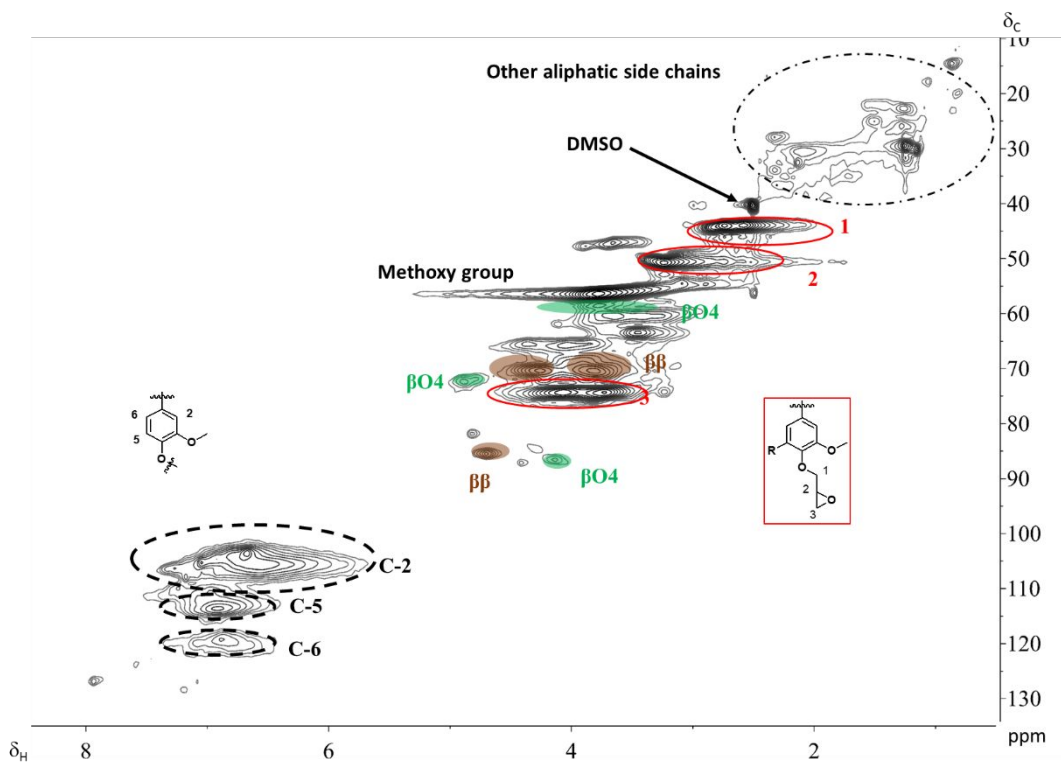 δC
10
Other aliphatic side chains
20
DMSO
30
40
1
50
Methoxy group
2
60
βO4
ββ
70
βO4
3
80
6
2
5
O
R
O
1
2
O
3
90
ββ
βO4
100
C-2
110
C-5
C-6
120
130
δH
8
6
4
2
ppm